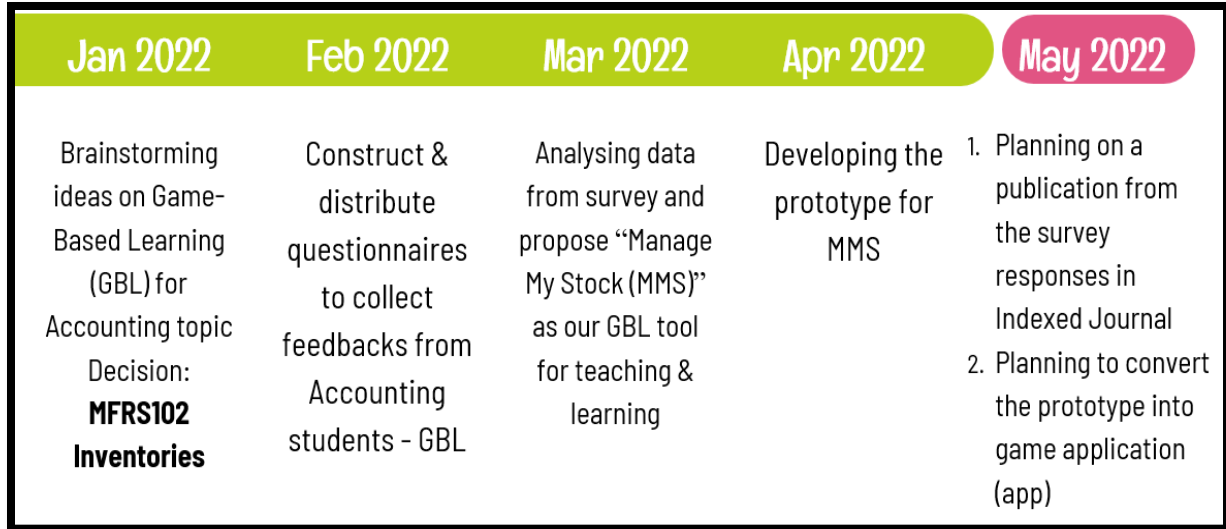 Jan 2022
Feb 2022
Mar 2022
Apr 2022
May 2022
Brainstorming
ideas on Game-
Based Learning
(GBL) for
Accounting topic
Decision:
MFRS102
Inventories
Construct &
distribute
questionnaires
to collect
feedbacks from
Accounting
students - GBL
Analysing data
from survey and
propose “Manage
My Stock (MMS)”
as our GBL tool
for teaching &
learning
Developing the
prototype for
MMS
1. Planning on a
publication from
the survey
responses in
Indexed Journal
2. Planning to convert
the prototype into
game application
(app)